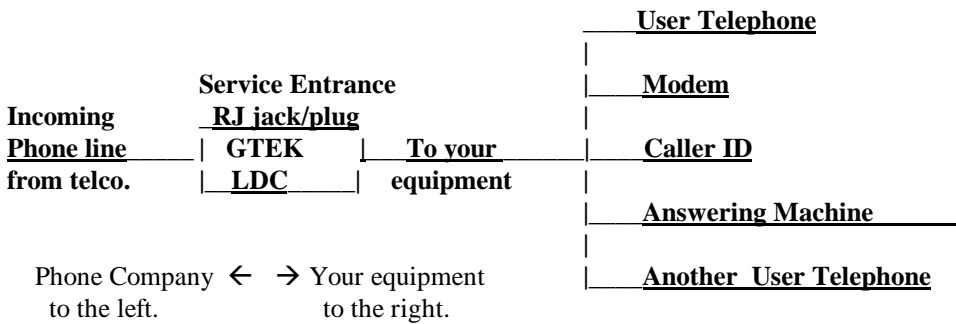 User Telephone
Service Entrance Modem
Incoming RJ jack/plug
Phone line GTEK To your Caller ID
from telco. LDC equipment
Answering Machine
Phone Company ← → Your equipment Another User Telephone
to the left. to the right.